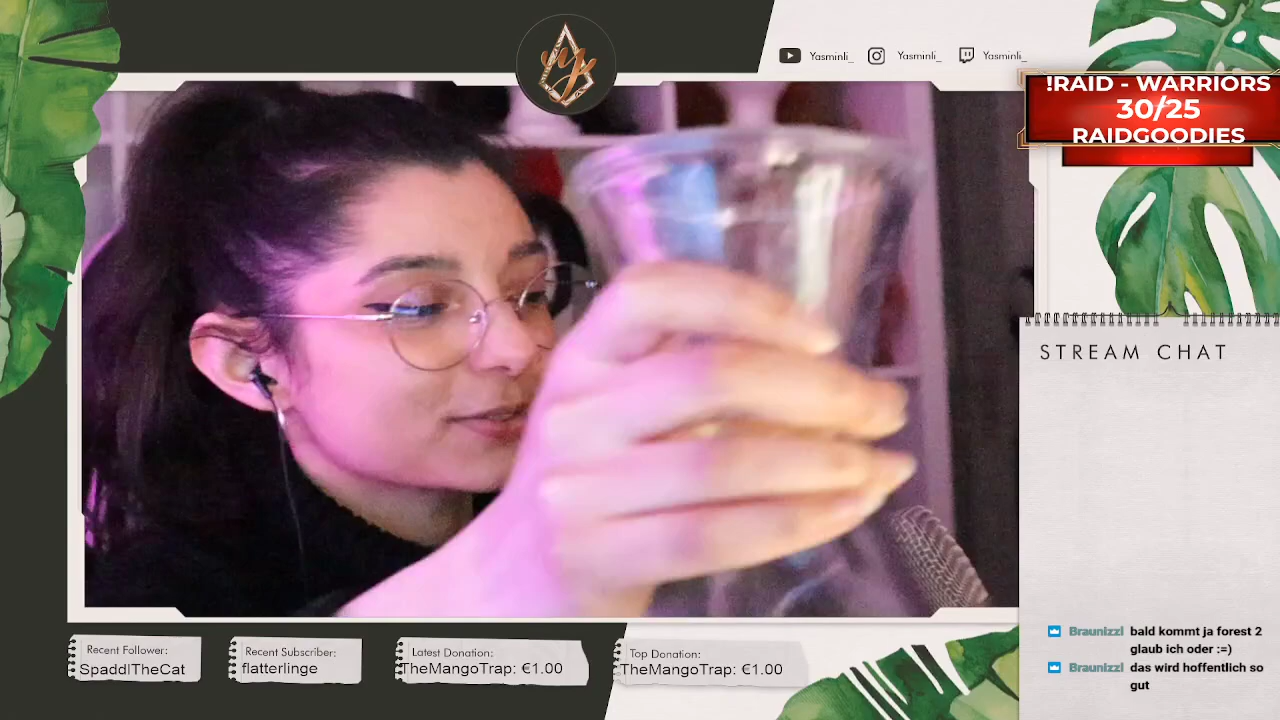 Yasminli_
Yasminli_
Yasminli_
!RAID - WARRIORS
30/25
RAIDGOODIES
STREAM CHAT
Braunizzl bald kommt ja forest 2
glaub ich oder :=)
Braunizzl das wird hoffentlich so
gut
Recent Follower:
SpaddlTheCat
Recent Subscriber:
flatterlinge
Latest Donation:
TheMangoTrap: €1.00
Top Donation:
TheMangoTrap: €1.00